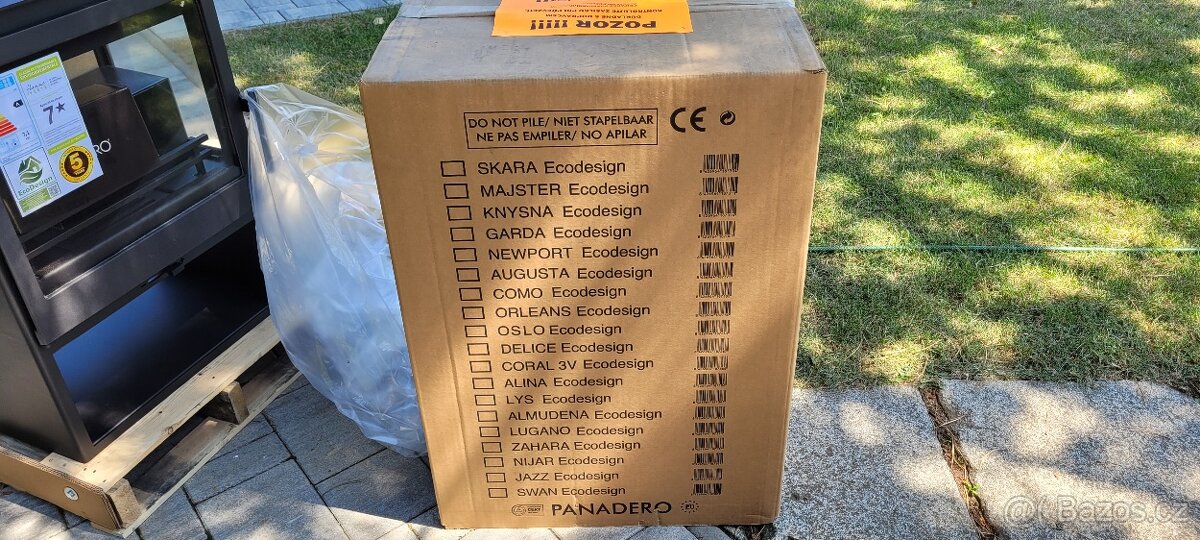 POZOR !!!!
DO NOT PILE/ NIET STAPELBAAR
NE PAS EMPILER/ NO APILAR
CE
SKARA Ecodesign
MAJSTER Ecodesign
KNYSNA Ecodesign
GARDA Ecodesign
NEWPORT Ecodesign
AUGUSTA Ecodesign
COMO Ecodesign
ORLEANS Ecodesign
OSLO Ecodesign
DELICE Ecodesign
CORAL 3V Ecodesign
ALINA Ecodesign
LYS Ecodesign
ALMUDENA Ecodesign
LUGANO Ecodesign
ZAHARA Ecodesign
NIJAR Ecodesign
JAZZ Ecodesign
SWAN Ecodesign
PANADERO
7★
5
EcoDesign
RO
Bazos.cz